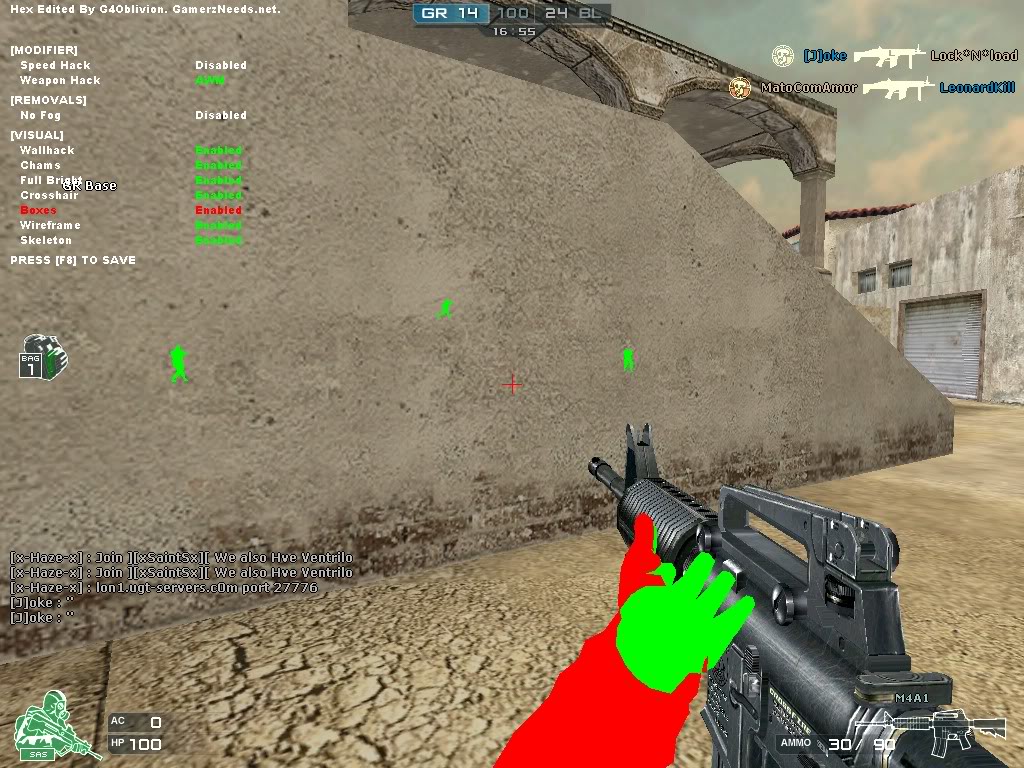 Hex Edited By G4Oblivion. GamerzNeeds.net.
GR 14 100 24 BL
16:55
[J]oke Lock*N*load
MatoComAmor LeonardKill
[MODIFIER]
Speed Hack Disabled
Weapon Hack AWM
[REMOVALS]
No Fog Disabled
[VISUAL]
Wallhack Enabled
Chams Enabled
Full Bright Enabled
GR Base
Crosshair Enabled
Boxes Enabled
Wireframe Enabled
Skeleton Enabled
PRESS [F8] TO SAVE
BAG
1
[x-Haze-x] : Join ][xSaintSx][ We also Hve Ventrilo
[x-Haze-x] : Join ][xSaintSx][ We also Hve Ventrilo
[x-Haze-x] : lon1.ugt-servers.c0m port 27776
[J]oke : "
[J]oke : "
CROSSFIRE
M4A1
SAS
AC 0
HP 100
AMMO 30/ 90